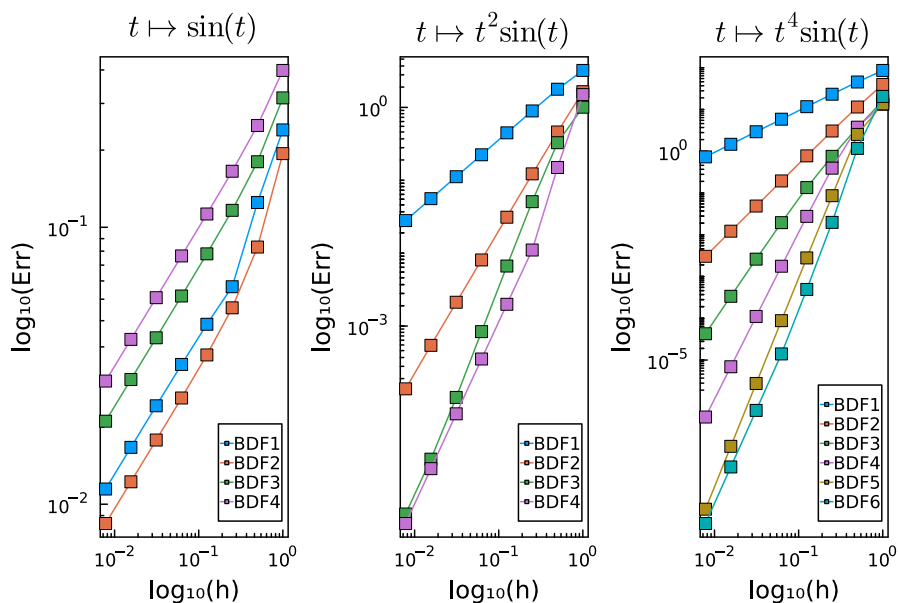 t ↦ sin(t)
log₁₀(Err)
10⁻¹
10⁻²
10⁻² 10⁻¹ 10⁰
log₁₀(h)
BDF1
BDF2
BDF3
BDF4
t ↦ t²sin(t)
log₁₀(Err)
10⁰
10⁻³
10⁻² 10⁻¹ 10⁰
log₁₀(h)
BDF1
BDF2
BDF3
BDF4
t ↦ t⁴sin(t)
log₁₀(Err)
10⁰
10⁻⁵
10⁻² 10⁻¹ 10⁰
log₁₀(h)
BDF1
BDF2
BDF3
BDF4
BDF5
BDF6